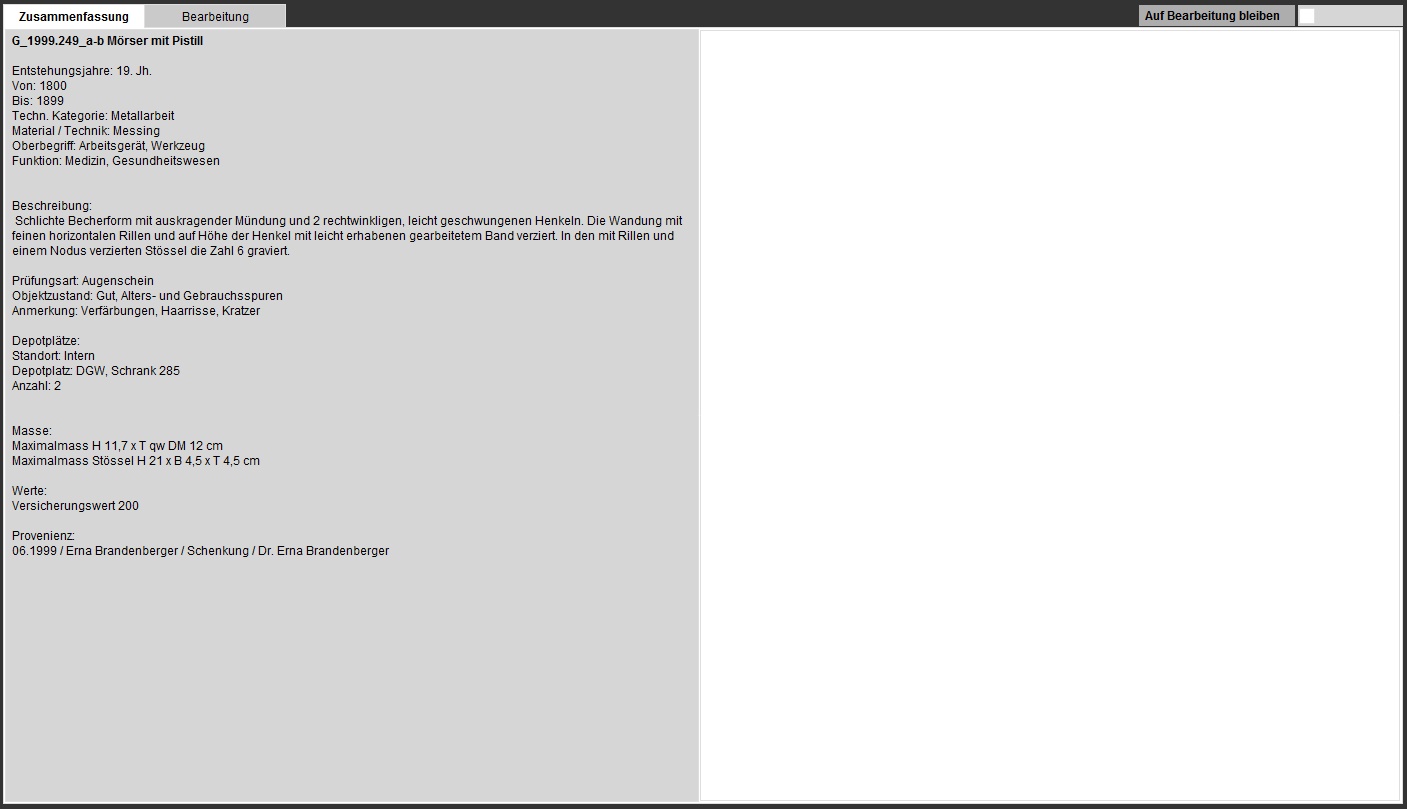 Zusammenfassung
Bearbeitung
Auf Bearbeitung bleiben
G_1999.249_a-b Mörser mit Pistill
Entstehungsjahre: 19. Jh.
Von: 1800
Bis: 1899
Techn. Kategorie: Metallarbeit
Material / Technik: Messing
Oberbegriff: Arbeitsgerät, Werkzeug
Funktion: Medizin, Gesundheitswesen
Beschreibung:
Schlichte Becherform mit auskragender Mündung und 2 rechtwinkligen, leicht geschwungenen Henkeln. Die Wandung mit
feinen horizontalen Rillen und auf Höhe der Henkel mit leicht erhabenen gearbeitetem Band verziert. In den mit Rillen und
einem Nodus verzierten Stössel die Zahl 6 graviert.
Prüfungsart: Augenschein
Objektzustand: Gut, Alters- und Gebrauchsspuren
Anmerkung: Verfärbungen, Haarrisse, Kratzer
Depotplätze:
Standort: Intern
Depotplatz: DGW, Schrank 285
Anzahl: 2
Masse:
Maximalmass H 11,7 x T qw DM 12 cm
Maximalmass Stössel H 21 x B 4,5 x T 4,5 cm
Werte:
Versicherungswert 200
Provenienz:
06.1999 / Erna Brandenberger / Schenkung / Dr. Erna Brandenberger